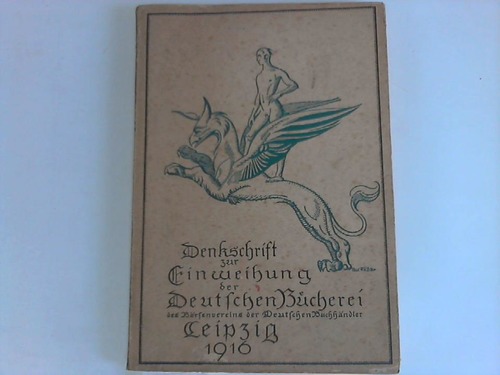 Denkschrift
zur
Einweihung
der
Deutschen Bücherei
des Börsenvereins der Deutschen Buchhändler
Leipzig
1916